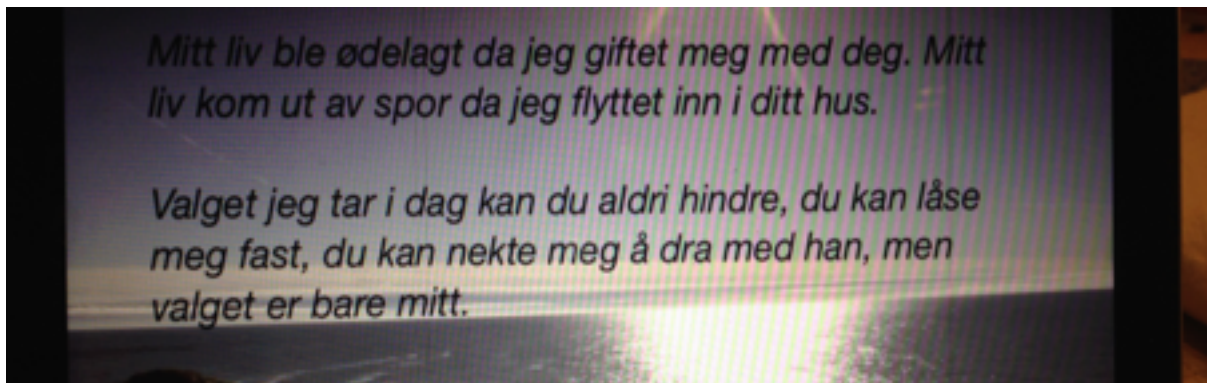 Mitt liv ble ødelagt da jeg giftet meg med deg. Mitt
liv kom ut av spor da jeg flyttet inn i ditt hus.
Valget jeg tar i dag kan du aldri hindre, du kan låse
meg fast, du kan nekte meg å dra med han, men
valget er bare mitt.